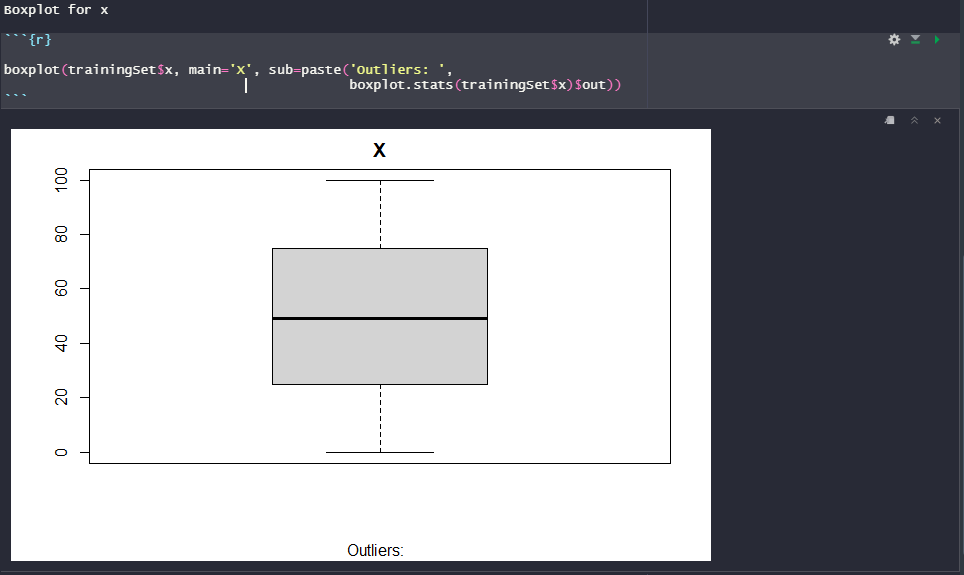 Boxplot for x
```{r}
boxplot(trainingSet$x, main='X', sub=paste('Outliers: ',
boxplot.stats(trainingSet$x)$out))
```
X
100
80
60
40
20
0
Outliers: